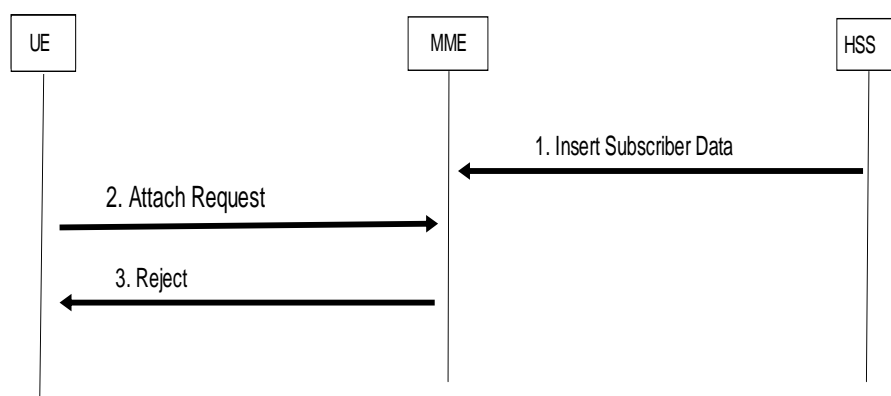 UE
MME
HSS
1. Insert Subscriber Data
2. Attach Request
3. Reject